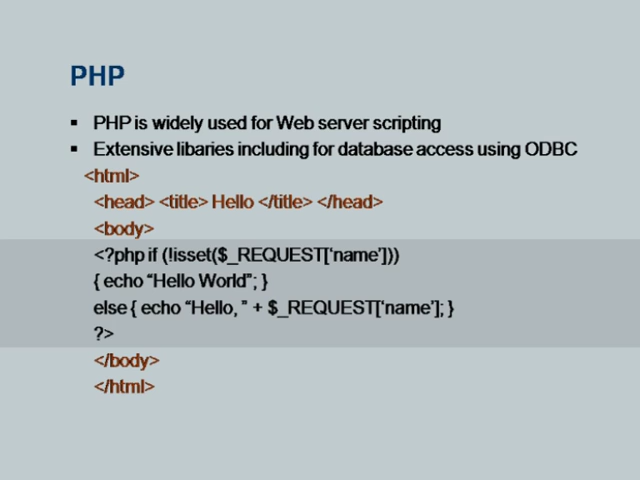 PHP
▪ PHP is widely used for Web server scripting
▪ Extensive libaries including for database access using ODBC
<html>
<head> <title> Hello </title> </head>
<body>
<?php if (!isset($_REQUEST[‘name’]))
{ echo “Hello World”; }
else { echo “Hello, ” + $_REQUEST[‘name’]; }
?>
</body>
</html>